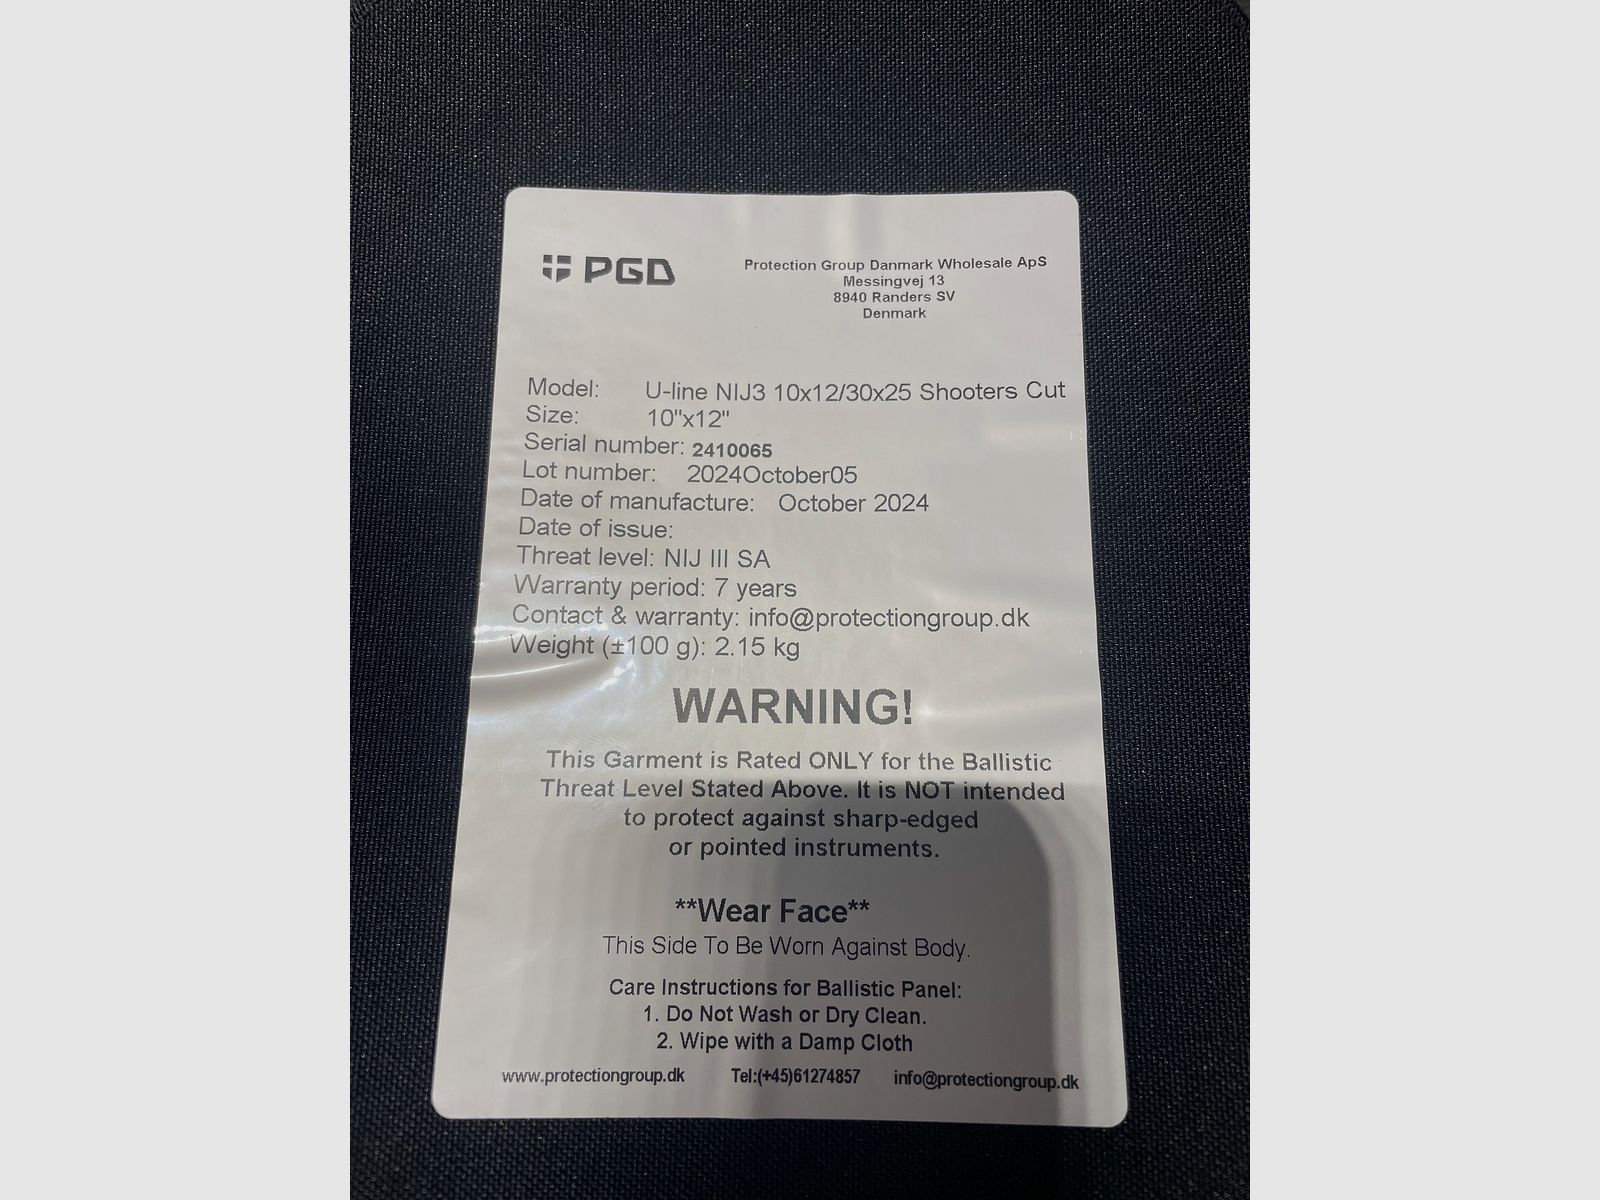 PGD
Protection Group Danmark Wholesale ApS
Messingvej 13
8940 Randers SV
Denmark
Model: U-line NIJ3 10x12/30x25 Shooters Cut
Size: 10"x12"
Serial number: 2410065
Lot number: 2024October05
Date of manufacture: October 2024
Date of issue:
Threat level: NIJ III SA
Warranty period: 7 years
Contact & warranty: info@protectiongroup.dk
Weight (±100 g): 2.15 kg
WARNING!
This Garment is Rated ONLY for the Ballistic
Threat Level Stated Above. It is NOT intended
to protect against sharp-edged
or pointed instruments.
**Wear Face**
This Side To Be Worn Against Body.
Care Instructions for Ballistic Panel:
1. Do Not Wash or Dry Clean.
2. Wipe with a Damp Cloth
www.protectiongroup.dk Tel:(+45)61274857 info@protectiongroup.dk